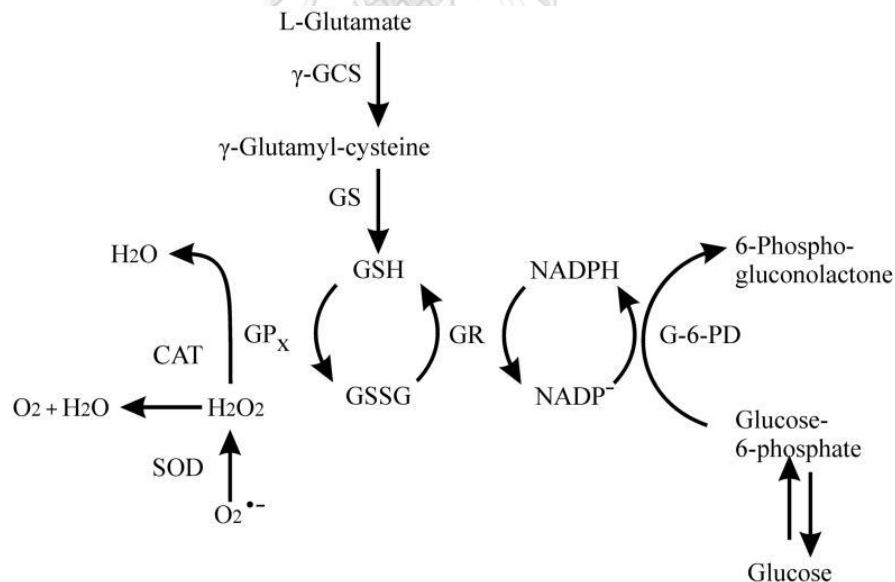 L-Glutamate
γ-GCS
γ-Glutamyl-cysteine
GS
H2O
GSH
NADPH
6-Phospho-
gluconolactone
CAT
GPx
GR
G-6-PD
O2 + H2O
H2O2
GSSG
NADP-
Glucose-
6-phosphate
SOD
O2•-
Glucose